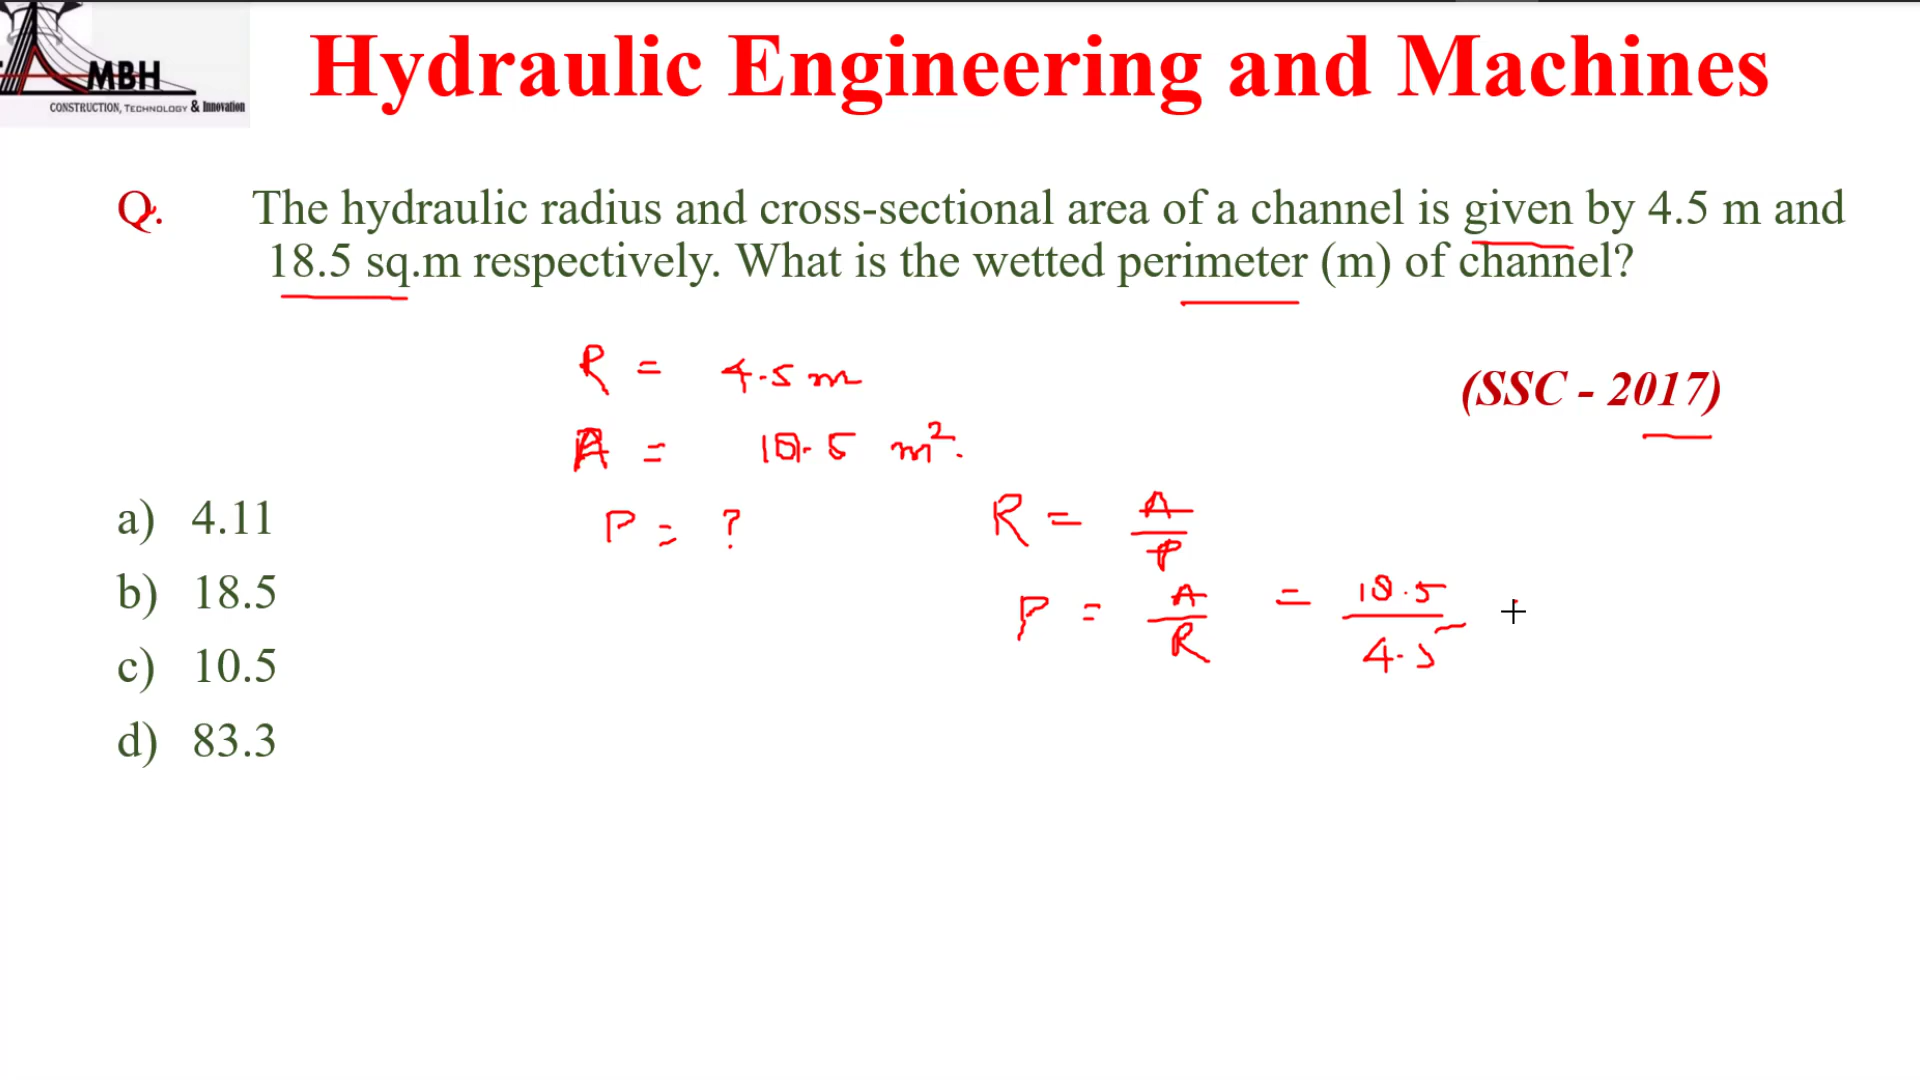 MBH
CONSTRUCTION, TECHNOLOGY & Innovation
Hydraulic Engineering and Machines
Q. The hydraulic radius and cross-sectional area of a channel is given by 4.5 m and
18.5 sq.m respectively. What is the wetted perimeter (m) of channel?
R = 4.5 m
(SSC - 2017)
A = 18.5 m².
a) 4.11
P = ?
R = A/P
b) 18.5
P = A/R = 18.5/4.5
c) 10.5
d) 83.3